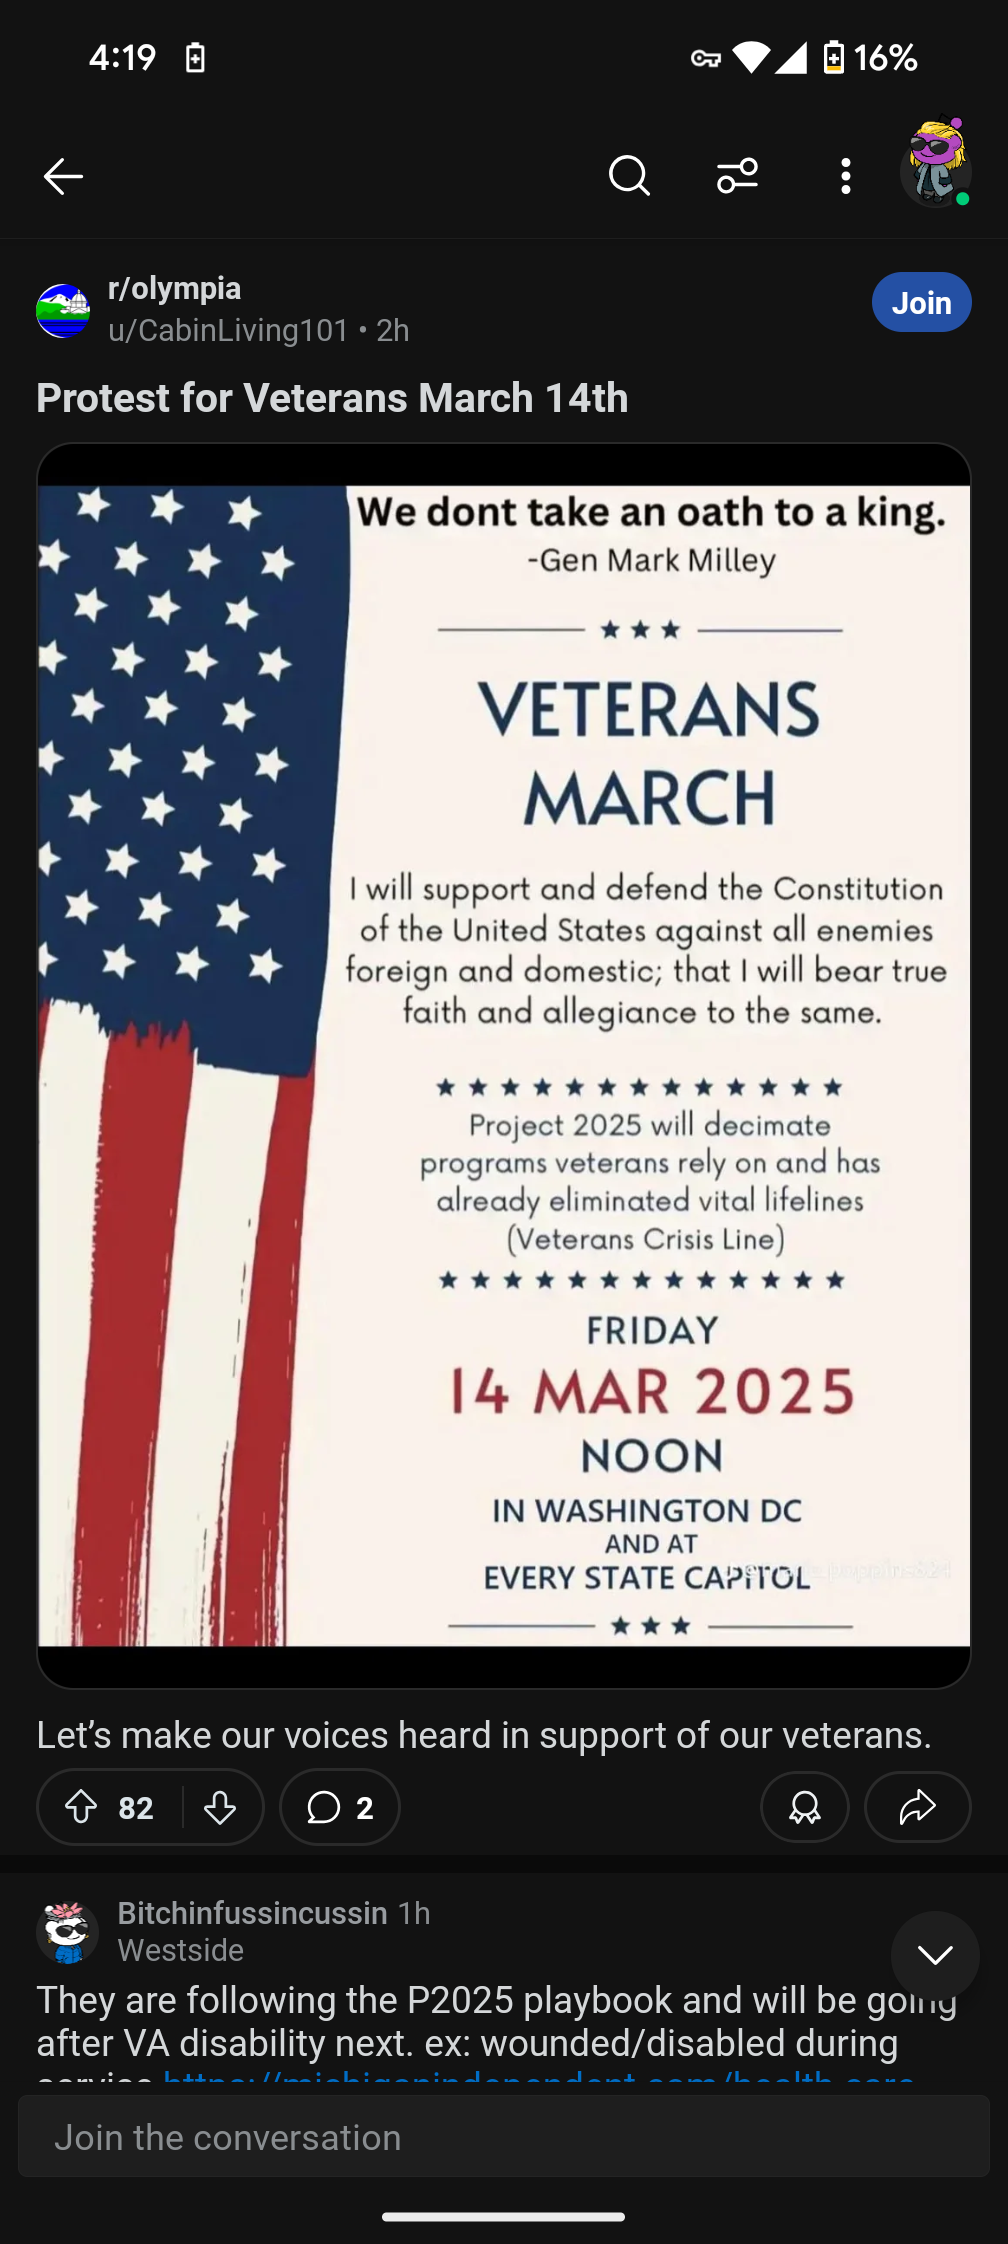 4:19
16%
r/olympia
u/CabinLiving101 • 2h
Join
Protest for Veterans March 14th
We dont take an oath to a king.
-Gen Mark Milley
VETERANS
MARCH
I will support and defend the Constitution
of the United States against all enemies
foreign and domestic; that I will bear true
faith and allegiance to the same.
Project 2025 will decimate
programs veterans rely on and has
already eliminated vital lifelines
(Veterans Crisis Line)
FRIDAY
14 MAR 2025
NOON
IN WASHINGTON DC
AND AT
EVERY STATE CAPITOL
Let's make our voices heard in support of our veterans.
82
2
Bitchinfussincussin 1h
Westside
They are following the P2025 playbook and will be going
after VA disability next. ex: wounded/disabled during
service https://michiganindependent.com/health-care
Join the conversation